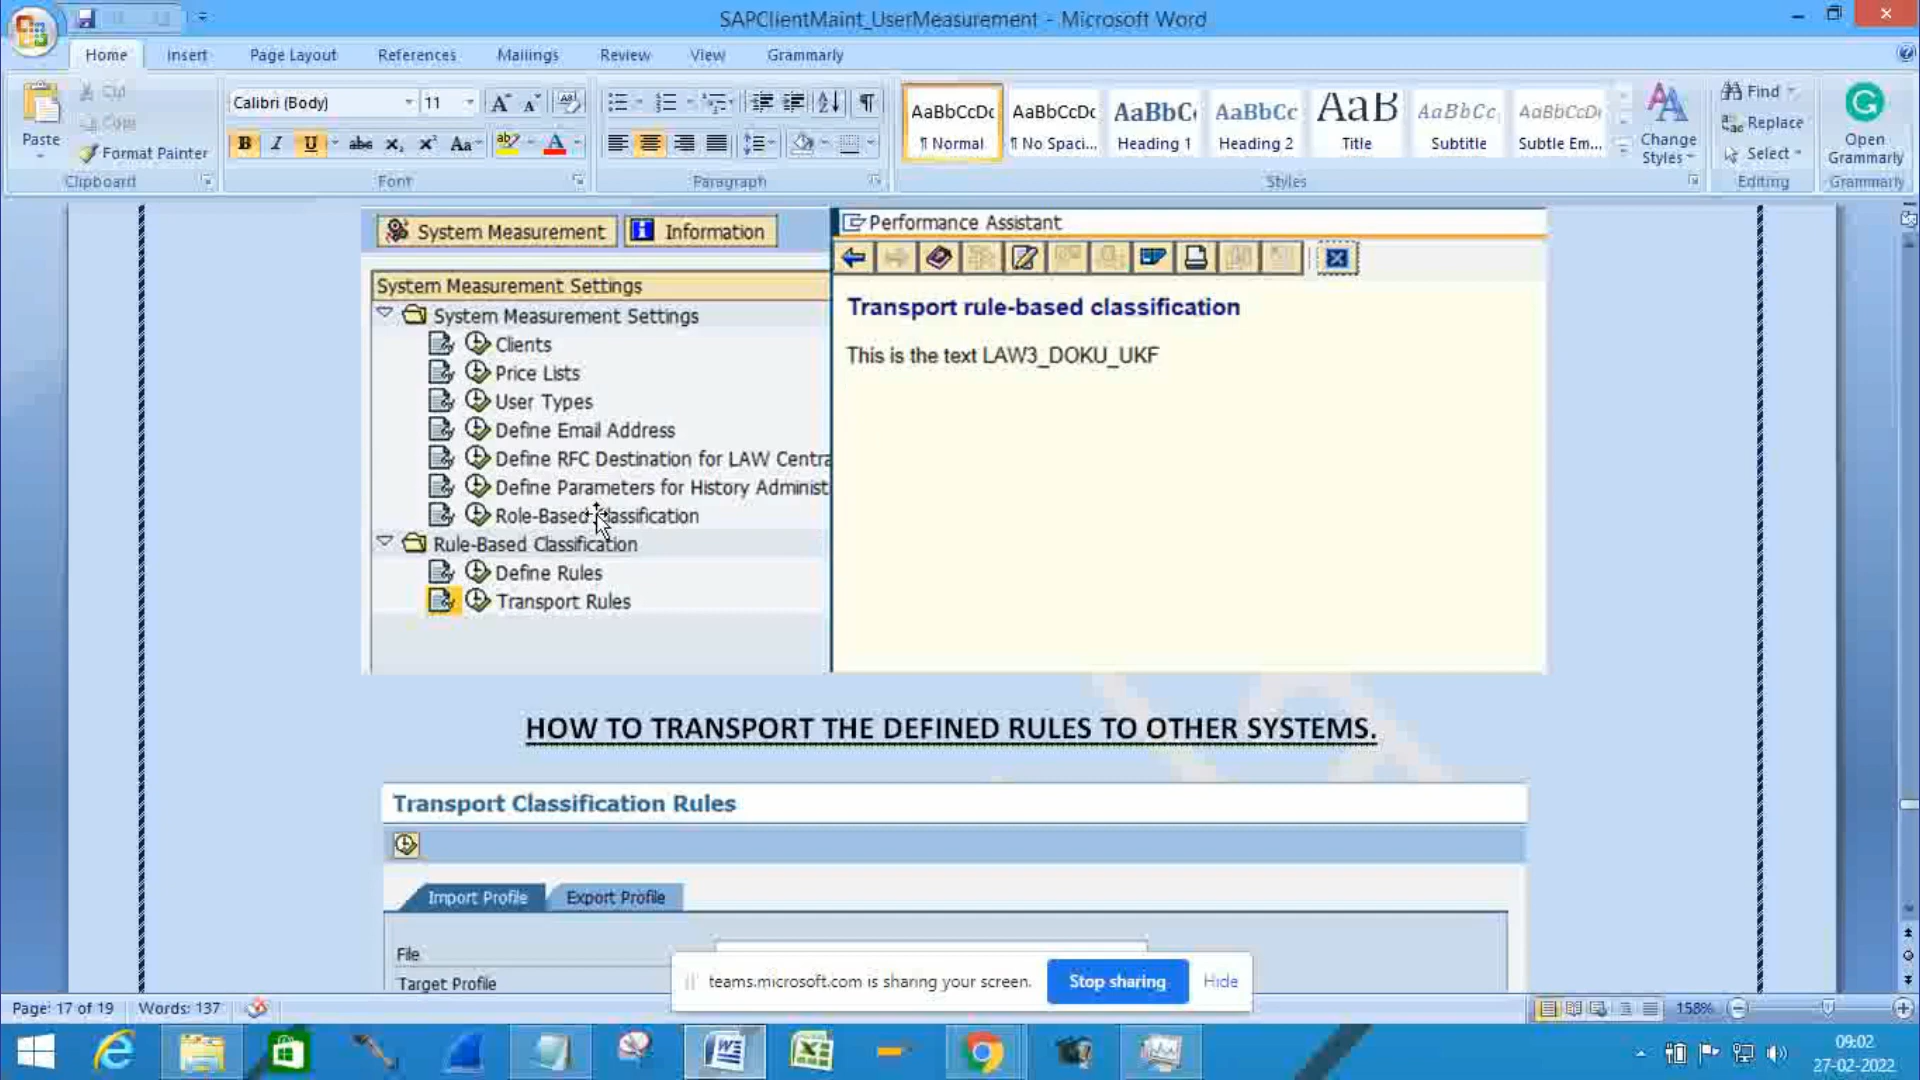 SAPClientMaint_UserMeasurement - Microsoft Word
Home Insert Page Layout References Mailings Review View Grammarly
Paste Cut Copy Format Painter
Clipboard
Calibri (Body) 11
Font
Paragraph
AaBbCcDc AaBbCcDc AaBbC AaBbCc AaB AaBbCc. AaBbCcDc
¶ Normal ¶ No Spaci... Heading 1 Heading 2 Title Subtitle Subtle Em...
Change Styles
Styles
Find
Replace
Select
Editing
Open Grammarly
Grammarly
System Measurement Information
System Measurement Settings
System Measurement Settings
Clients
Price Lists
User Types
Define Email Address
Define RFC Destination for LAW Centra
Define Parameters for History Administ
Role-Based Classification
Rule-Based Classification
Define Rules
Transport Rules
Performance Assistant
Transport rule-based classification
This is the text LAW3_DOKU_UKF
HOW TO TRANSPORT THE DEFINED RULES TO OTHER SYSTEMS.
Transport Classification Rules
Import Profile Export Profile
File
Target Profile
teams.microsoft.com is sharing your screen. Stop sharing Hide
Page: 17 of 19 Words: 137
158%
09:02
27-02-2022